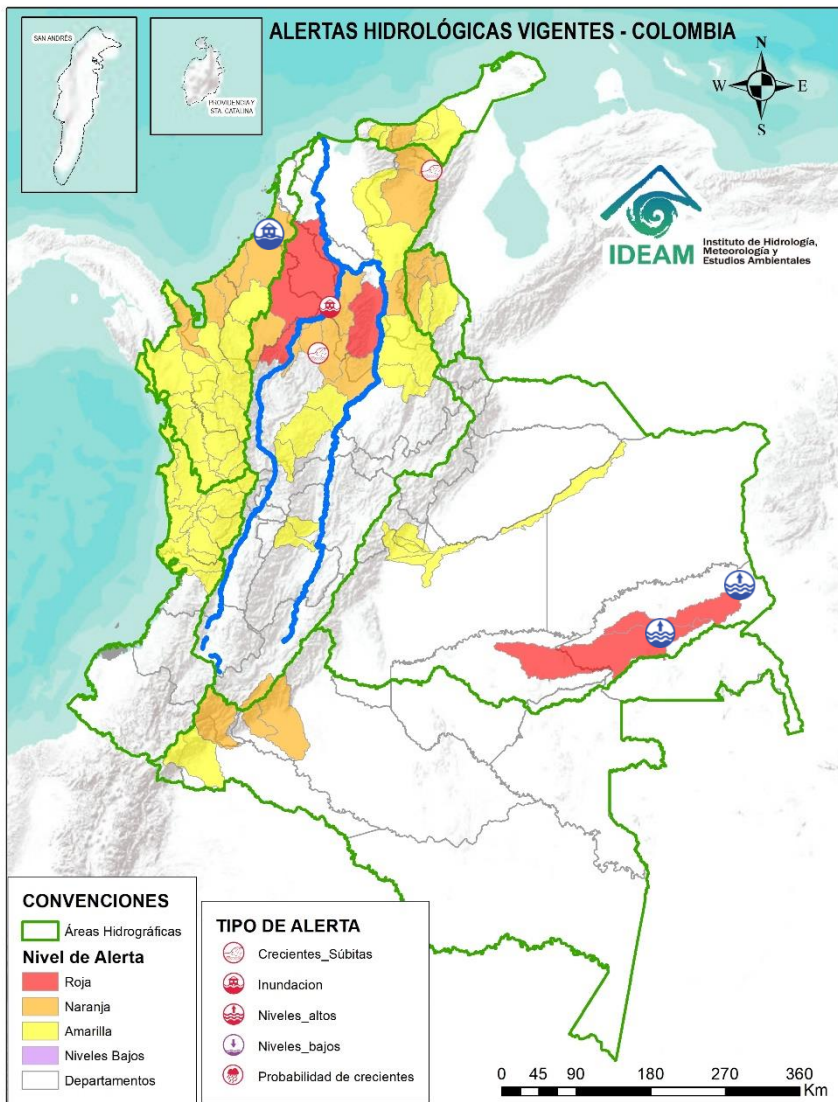 ALERTAS HIDROLÓGICAS VIGENTES - COLOMBIA
SAN ANDRÉS
PROVIDENCIA Y
STA. CATALINA
N
W
E
S
IDEAM
Instituto de Hidrología,
Meteorología y
Estudios Ambientales
CONVENCIONES
Áreas Hidrográficas
Nivel de Alerta
Roja
Naranja
Amarilla
Niveles Bajos
Departamentos
TIPO DE ALERTA
Crecientes_Súbitas
Inundacion
Niveles_altos
Niveles_bajos
Probabilidad de crecientes
0 45 90 180 270 360
Km